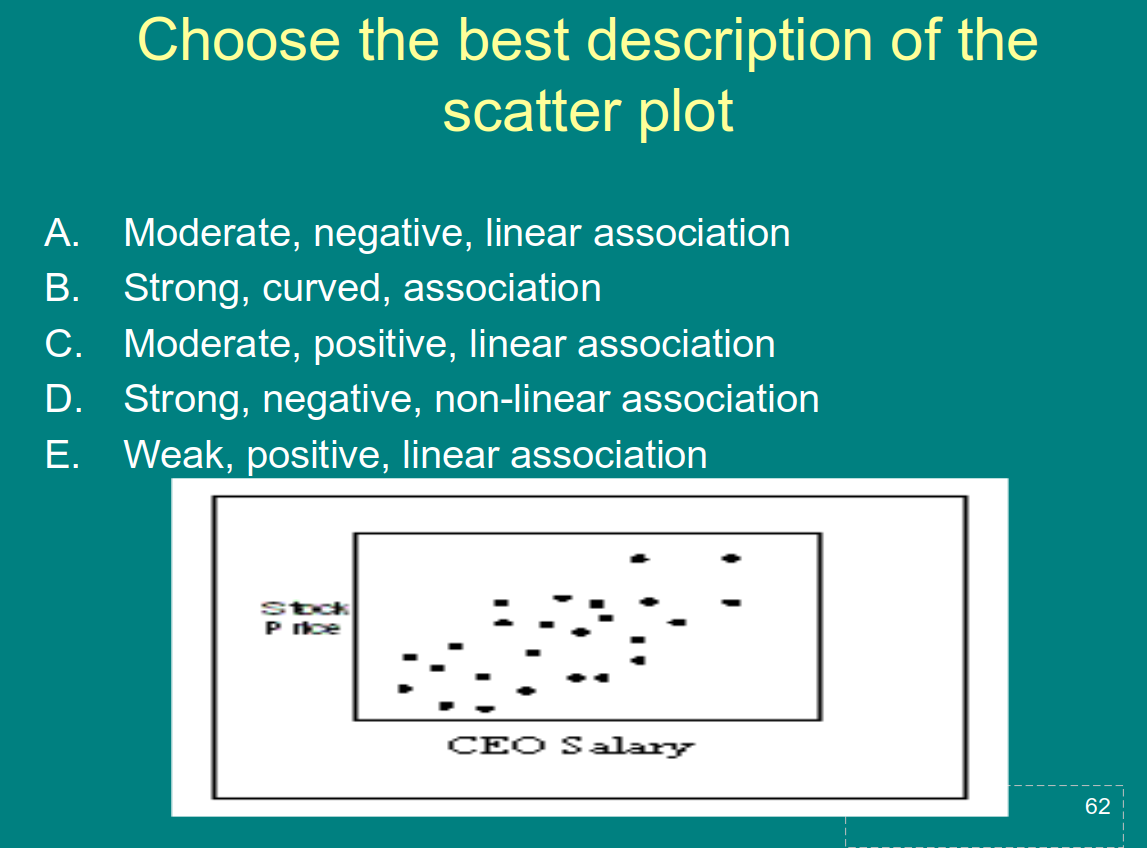 Choose the best description of the
scatter plot
A. Moderate, negative, linear association
B. Strong, curved, association
C. Moderate, positive, linear association
D. Strong, negative, non-linear association
E. Weak, positive, linear association
Stock
Price
CEO Salary
62